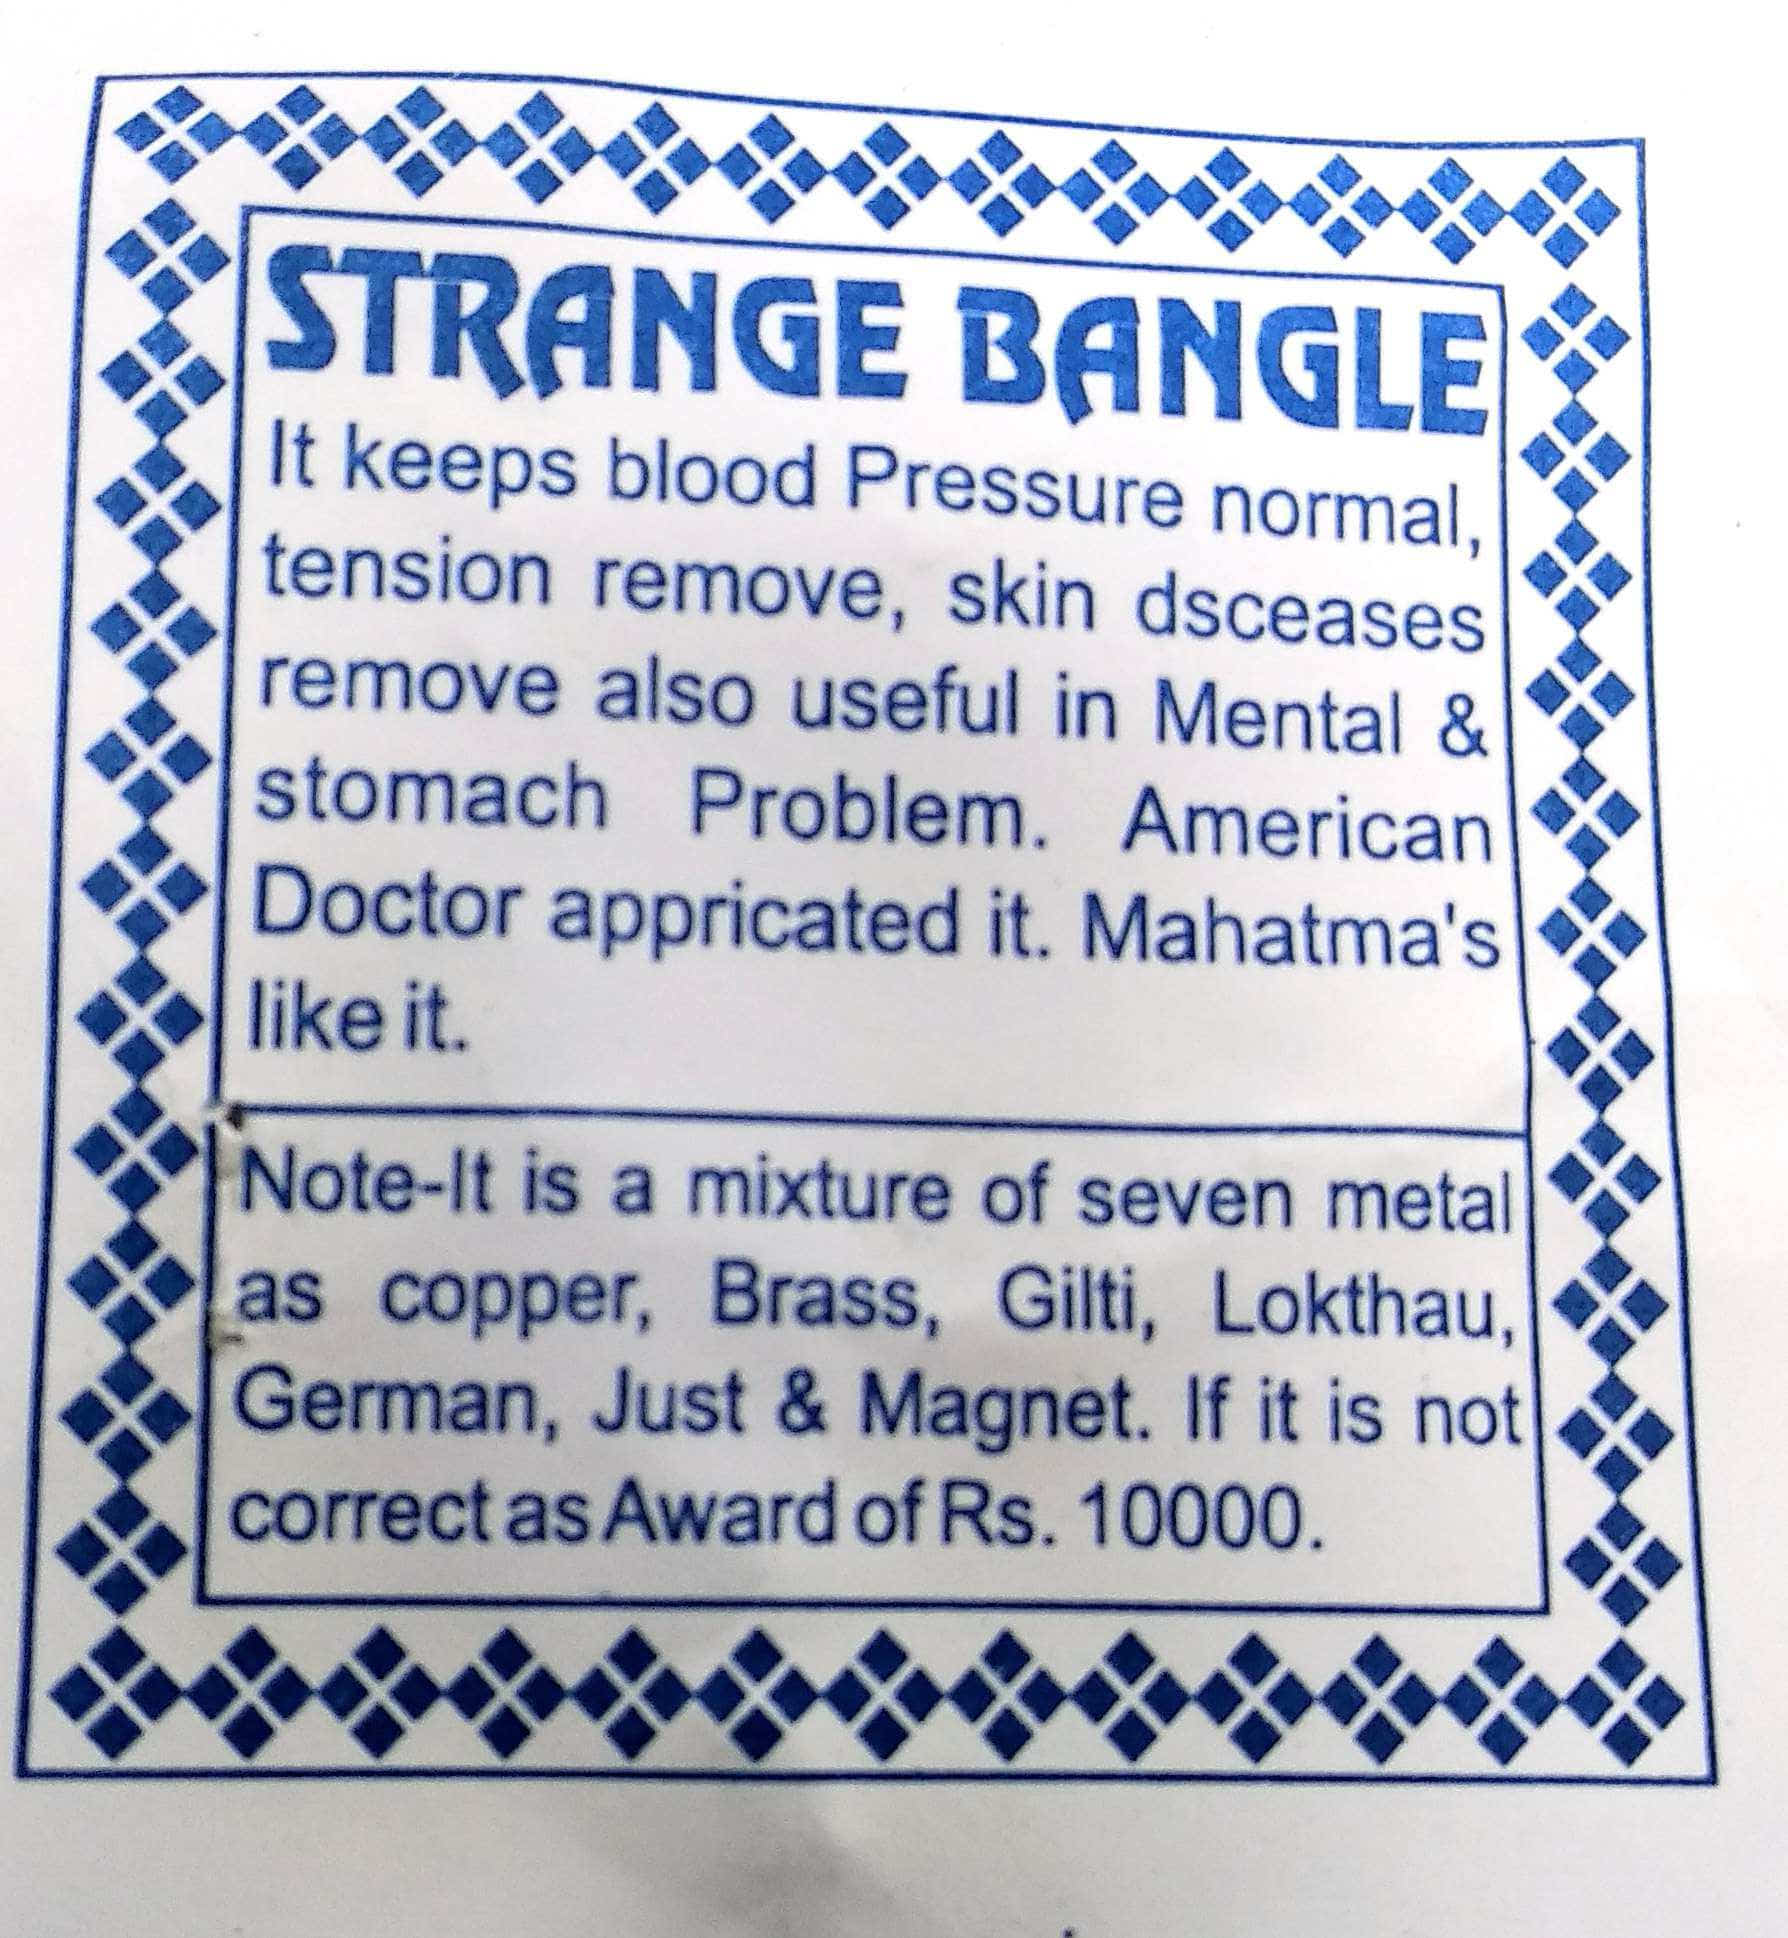 STRANGE BANGLE
It keeps blood Pressure normal,
tension remove, skin dsceases
remove also useful in Mental &
stomach Problem. American
Doctor appricated it. Mahatma's
like it.
Note-It is a mixture of seven metal
as copper, Brass, Gilti, Lokthau,
German, Just & Magnet. If it is not
correct as Award of Rs. 10000.